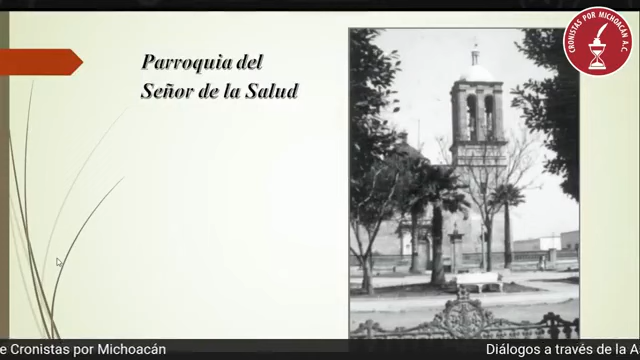 Parroquia del
Señor de la Salud
CRONISTAS POR MICHOACÁN A.C.
e Cronistas por Michoacán
Diálogos a través de la A